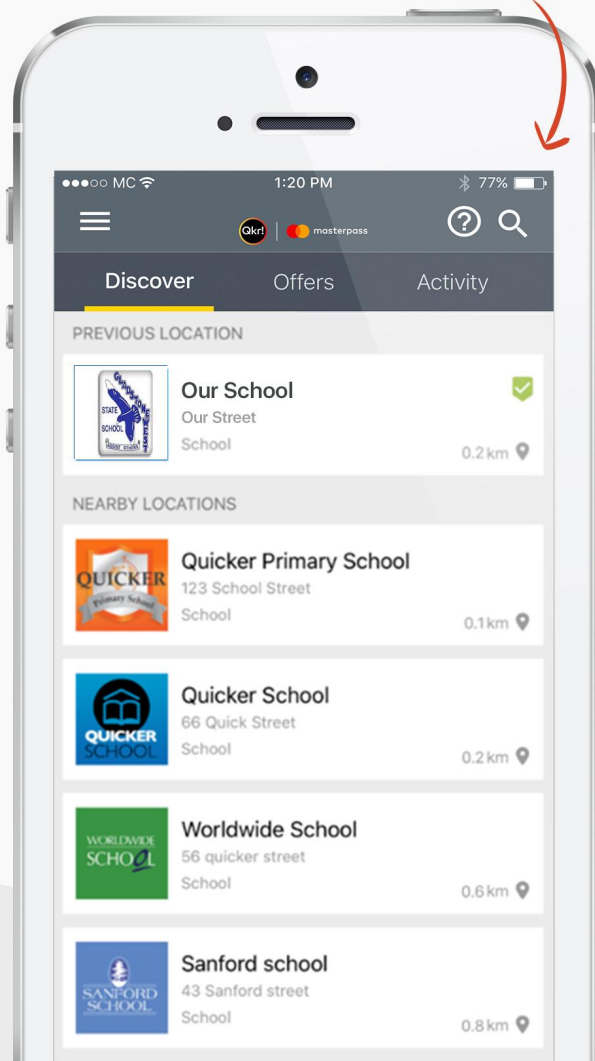 MC 1:20 PM 77%
Qkr! masterpass
Discover Offers Activity
PREVIOUS LOCATION
STATE
SCHOOL
Our School
Our Street
School
0.2 km
NEARBY LOCATIONS
QUICKER
Primary School
Quicker Primary School
123 School Street
School
0.1 km
QUICKER
SCHOOL
Quicker School
66 Quick Street
School
0.2 km
WORLDWIDE
SCHOOL
Worldwide School
56 quicker street
School
0.6 km
SANFORD
SCHOOL
Sanford school
43 Sanford street
School
0.8 km